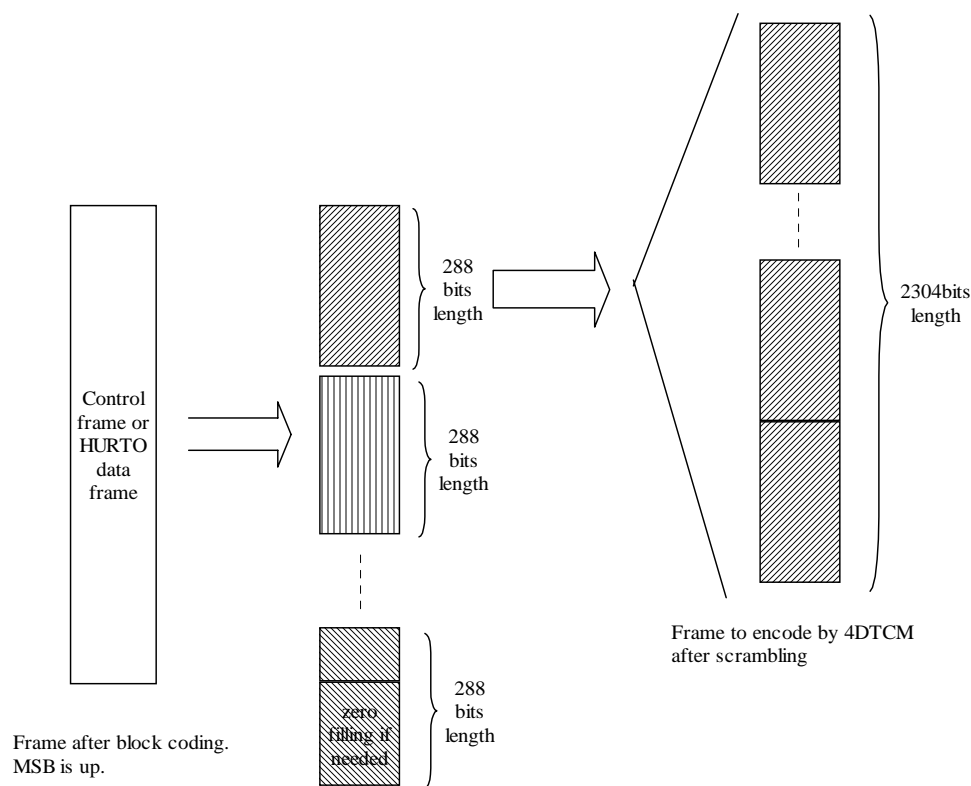 Control
frame or
HURTO
data
frame
Frame after block coding.
MSB is up.
288
bits
length
288
bits
length
zero
filling if
needed
288
bits
length
2304bits
length
Frame to encode by 4DTCM
after scrambling